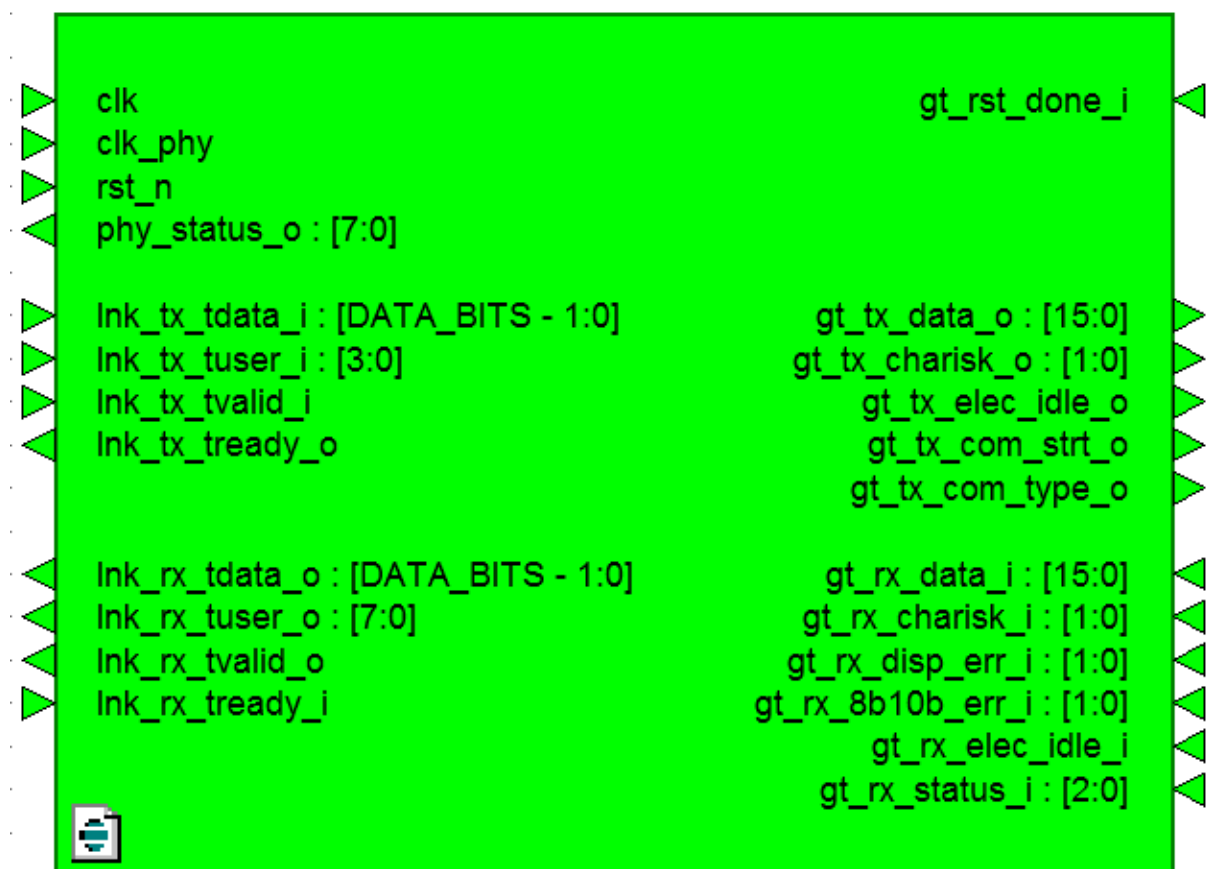 clk
gt_rst_done_i
clk_phy
rst_n
phy_status_o : [7:0]
lnk_tx_tdata_i : [DATA_BITS - 1:0]
gt_tx_data_o : [15:0]
lnk_tx_tuser_i : [3:0]
gt_tx_charisk_o : [1:0]
lnk_tx_tvalid_i
gt_tx_elec_idle_o
lnk_tx_tready_o
gt_tx_com_strt_o
gt_tx_com_type_o
lnk_rx_tdata_o : [DATA_BITS - 1:0]
gt_rx_data_i : [15:0]
lnk_rx_tuser_o : [7:0]
gt_rx_charisk_i : [1:0]
lnk_rx_tvalid_o
gt_rx_disp_err_i : [1:0]
lnk_rx_tready_i
gt_rx_8b10b_err_i : [1:0]
gt_rx_elec_idle_i
gt_rx_status_i : [2:0]